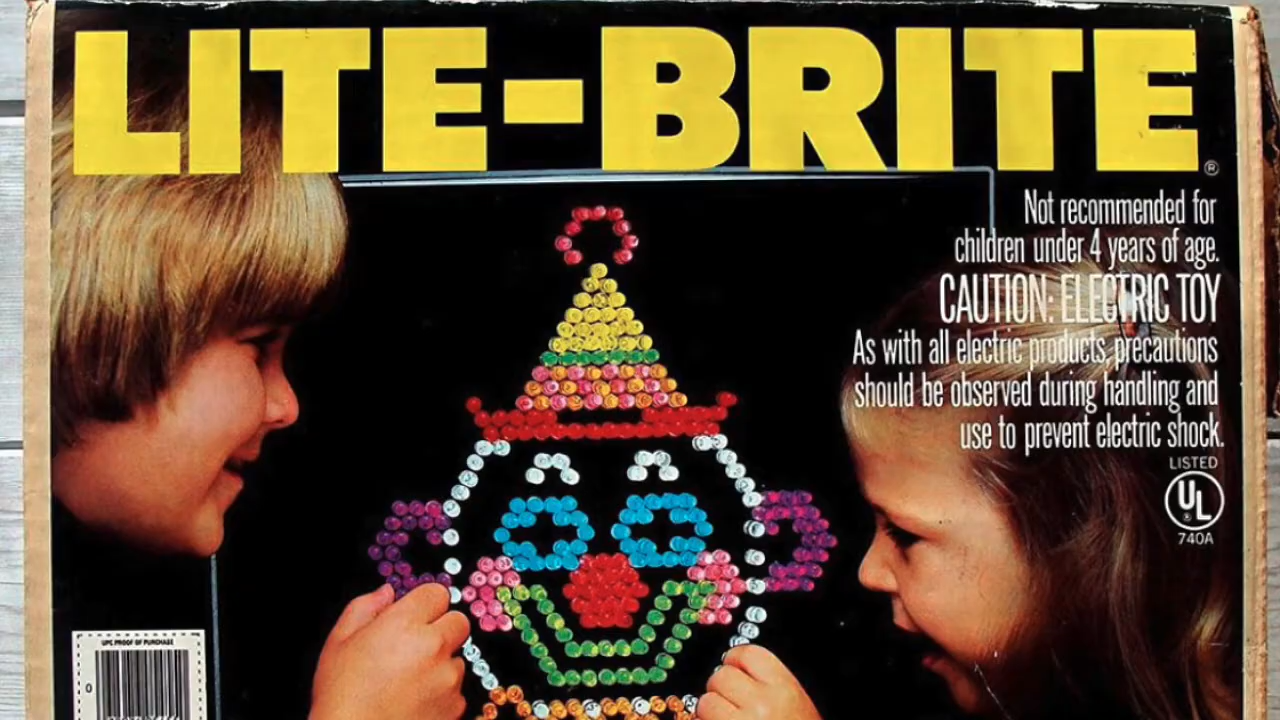 LITE-BRITE®
Not recommended for
children under 4 years of age.
CAUTION: ELECTRIC TOY
As with all electric products, precautions
should be observed during handling and
use to prevent electric shock.
LISTED
UL
®
740A
UPC PROOF OF PURCHASE
0